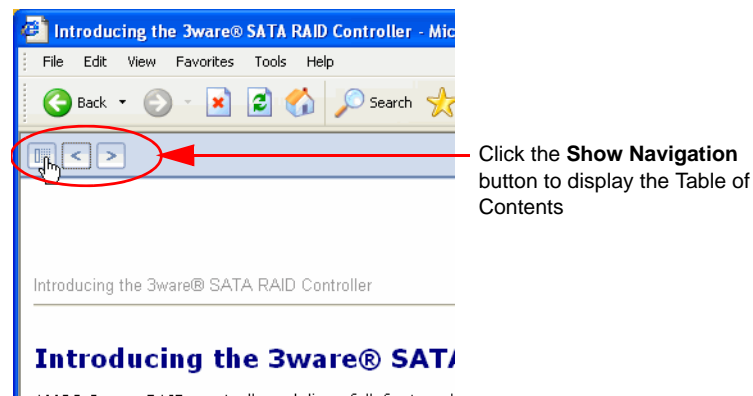 Introducing the 3ware® SATA RAID Controller - Mic
File Edit View Favorites Tools Help
Back Search
< >
Click the Show Navigation
button to display the Table of
Contents
Introducing the 3ware® SATA RAID Controller
Introducing the 3ware® SATA